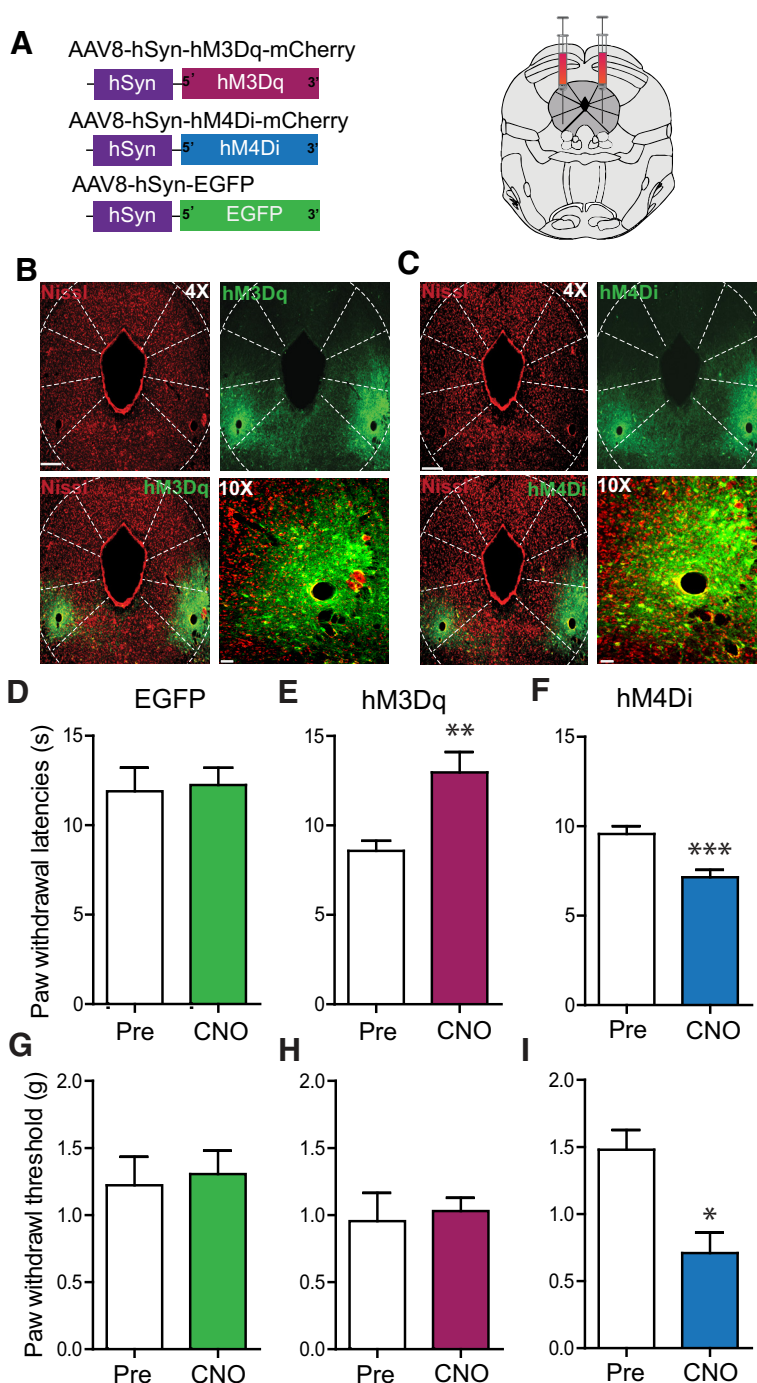 A
AAV8-hSyn-hM3Dq-mCherry
hSyn 5' hM3Dq 3'
AAV8-hSyn-hM4Di-mCherry
hSyn 5' hM4Di 3'
AAV8-hSyn-EGFP
hSyn 5' EGFP 3'
B
Nissl 4X hM3Dq
Nissl hM3Dq 10X
C
Nissl 4X hM4Di
Nissl hM4Di 10X
D EGFP
Paw withdrawal latencies (s)
15
10
5
0
Pre CNO
E hM3Dq
**
15
10
5
0
Pre CNO
F hM4Di
***
15
10
5
0
Pre CNO
G
Paw withdrawl threshold (g)
2.0
1.5
1.0
0.5
0.0
Pre CNO
H
2.0
1.5
1.0
0.5
0.0
Pre CNO
I
*
2.0
1.5
1.0
0.5
0.0
Pre CNO